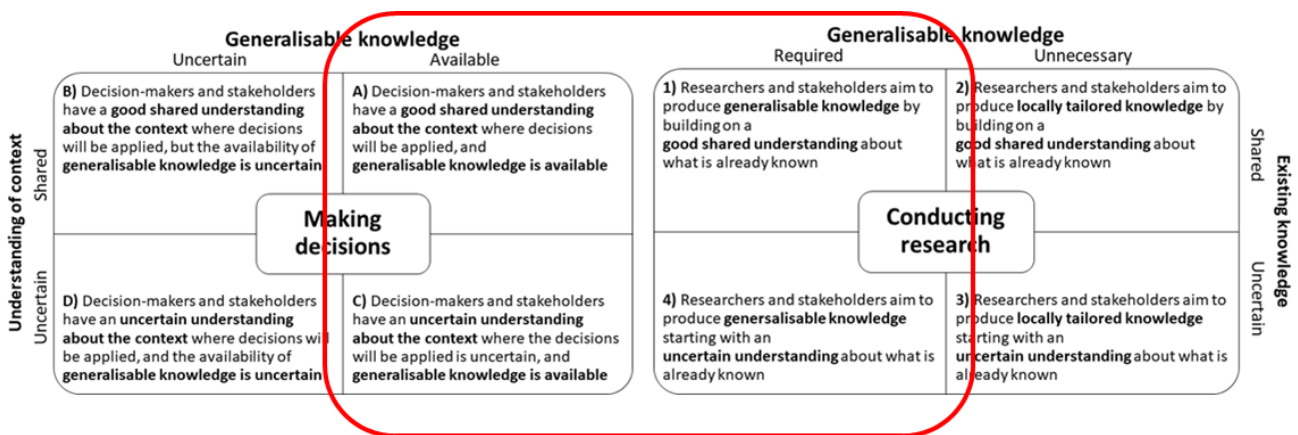 Generalisable knowledge
Uncertain
Available
Understanding of context
Shared
Uncertain
B) Decision-makers and stakeholders
have a good shared understanding
about the context where decisions
will be applied, but the availability of
generalisable knowledge is uncertain
A) Decision-makers and stakeholders
have a good shared understanding
about the context where decisions
will be applied, and
generalisable knowledge is available
Making
decisions
D) Decision-makers and stakeholders
have an uncertain understanding
about the context where decisions will
be applied, and the availability of
generalisable knowledge is uncertain
C) Decision-makers and stakeholders
have an uncertain understanding
about the context where the decisions
will be applied is uncertain, and
generalisable knowledge is available
Generalisable knowledge
Required
Unnecessary
1) Researchers and stakeholders aim to
produce generalisable knowledge by
building on a
good shared understanding about
what is already known
2) Researchers and stakeholders aim to
produce locally tailored knowledge by
building on a
good shared understanding about
what is already known
Conducting
research
4) Researchers and stakeholders aim to
produce genersalisable knowledge
starting with an
uncertain understanding about what is
already known
3) Researchers and stakeholders aim to
produce locally tailored knowledge
starting with an
uncertain understanding about what is
already known
Shared
Uncertain
Existing knowledge